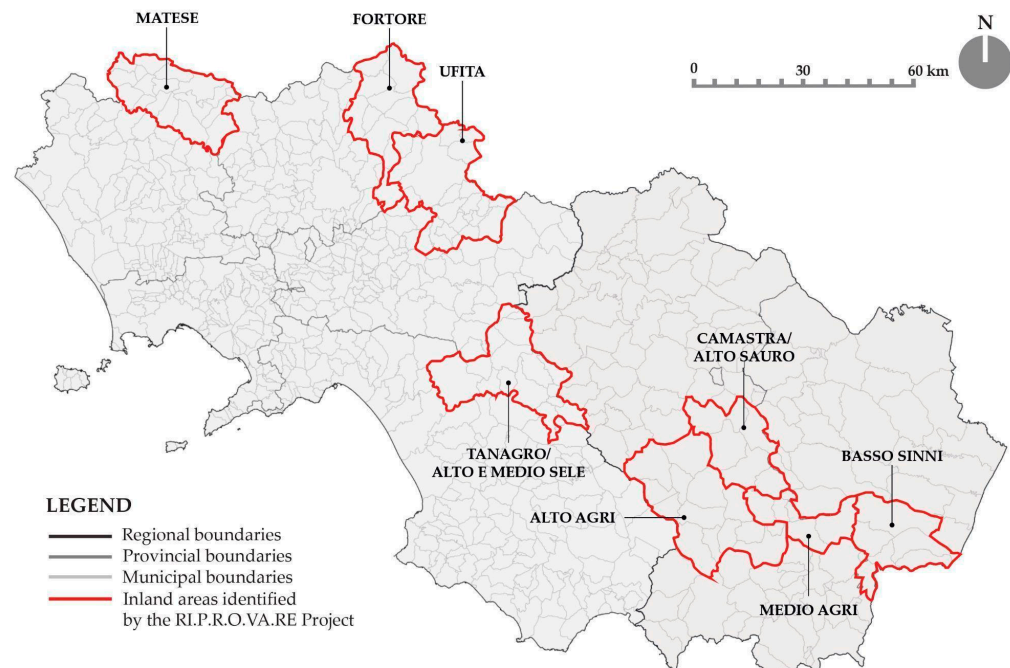 MATESE
FORTORE
UFITA
N
0 30 60 km
CAMASTRA/
ALTO SAURO
BASSO SINNI
TANAGRO/
ALTO E MEDIO SELE
ALTO AGRI
MEDIO AGRI
LEGEND
Regional boundaries
Provincial boundaries
Municipal boundaries
Inland areas identified
by the RI.P.R.O.VA.RE Project